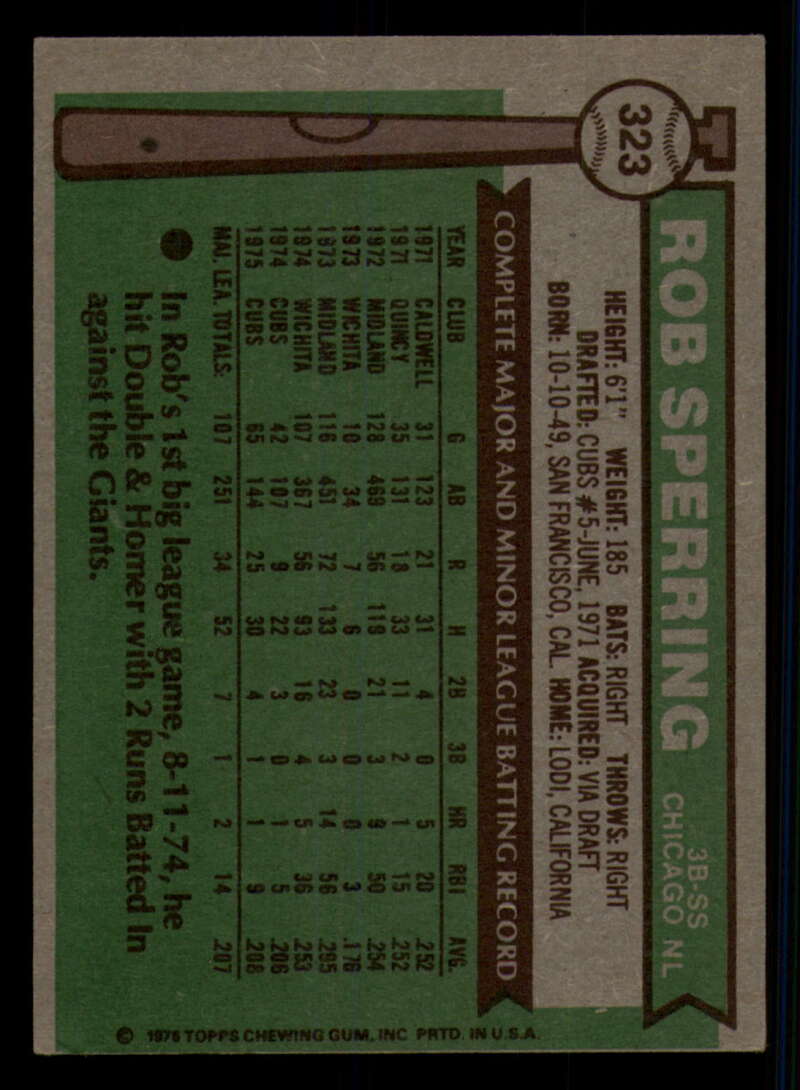 323
ROB SPERRING
3B-SS
CHICAGO NL
HEIGHT: 6'1" WEIGHT: 185 BATS: RIGHT THROWS: RIGHT
DRAFTED: CUBS #5-JUNE, 1971 ACQUIRED: VIA DRAFT
BORN: 10-10-49, SAN FRANCISCO, CAL. HOME: LODI, CALIFORNIA
COMPLETE MAJOR AND MINOR LEAGUE BATTING RECORD
YEAR CLUB G AB R H 2B 3B HR RBI AVG.
1971 CALDWELL 31 123 21 31 4 0 5 20 .252
1971 QUINCY 35 131 18 33 11 2 1 15 .252
1972 MIDLAND 128 469 56 119 21 3 6 50 .254
1973 WICHITA 10 34 7 6 0 0 0 3 .176
1973 MIDLAND 116 451 72 133 23 3 14 56 .295
1974 WICHITA 107 367 56 93 16 4 5 36 .253
1974 CUBS 42 107 9 22 3 0 1 5 .206
1975 CUBS 65 144 25 30 4 1 1 9 .208
MAJ. LEA. TOTALS: 107 251 34 52 7 1 2 14 .207
● In Rob's 1st big league game, 8-11-74, he
hit Double & Homer with 2 Runs Batted In
against the Giants.
© 1976 TOPPS CHEWING GUM, INC PRTD. IN U.S.A.